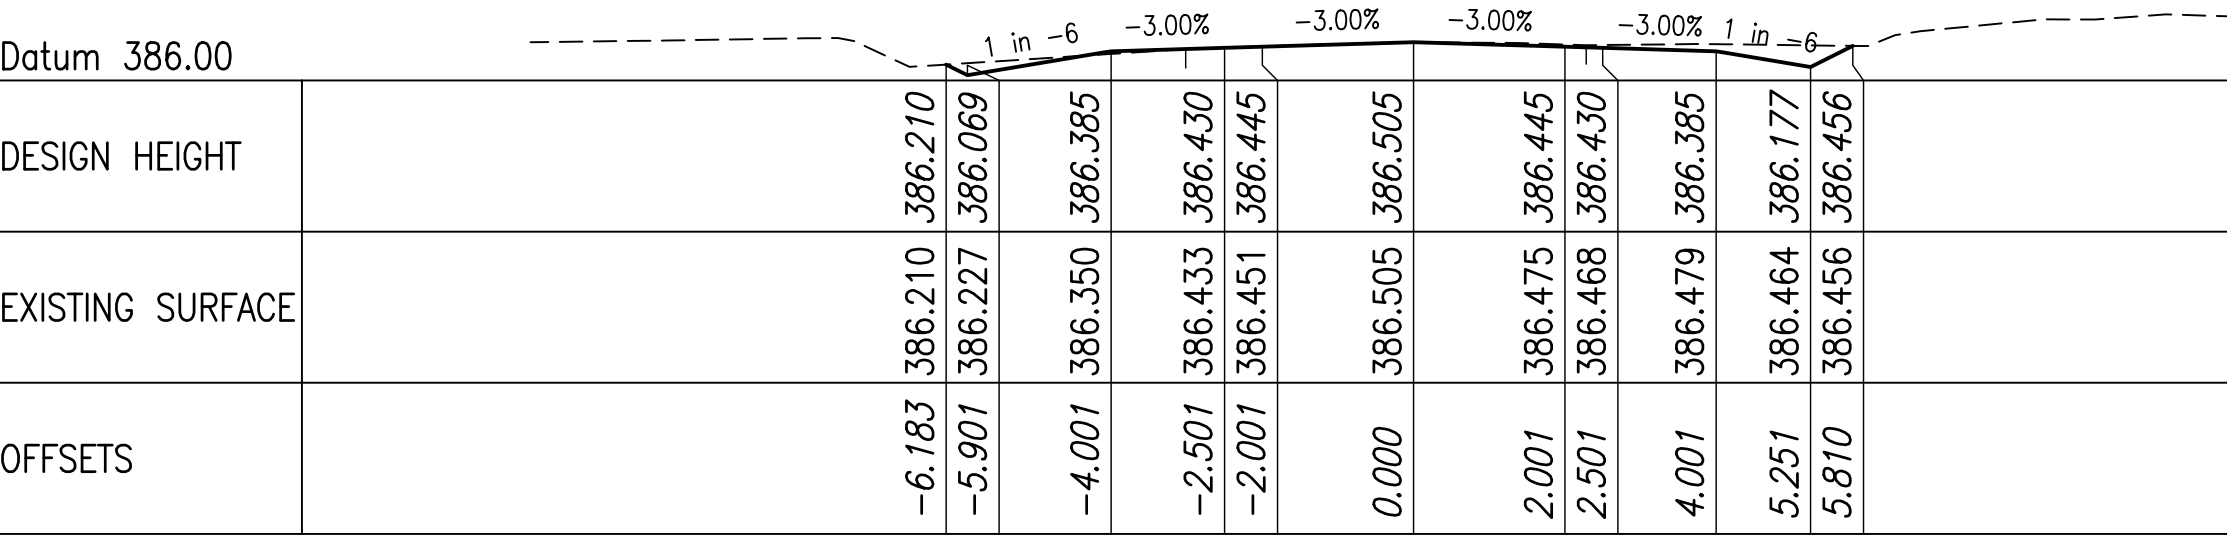 1 in -6 -3.00% -3.00% -3.00% -3.00% 1 in -6
Datum 386.00
DESIGN HEIGHT 386.210 386.069 386.385 386.430 386.445 386.505 386.445 386.430 386.385 386.177 386.456
EXISTING SURFACE 386.210 386.227 386.350 386.433 386.451 386.505 386.475 386.468 386.479 386.464 386.456
OFFSETS -6.183 -5.901 -4.001 -2.501 -2.001 0.000 2.001 2.501 4.001 5.251 5.810